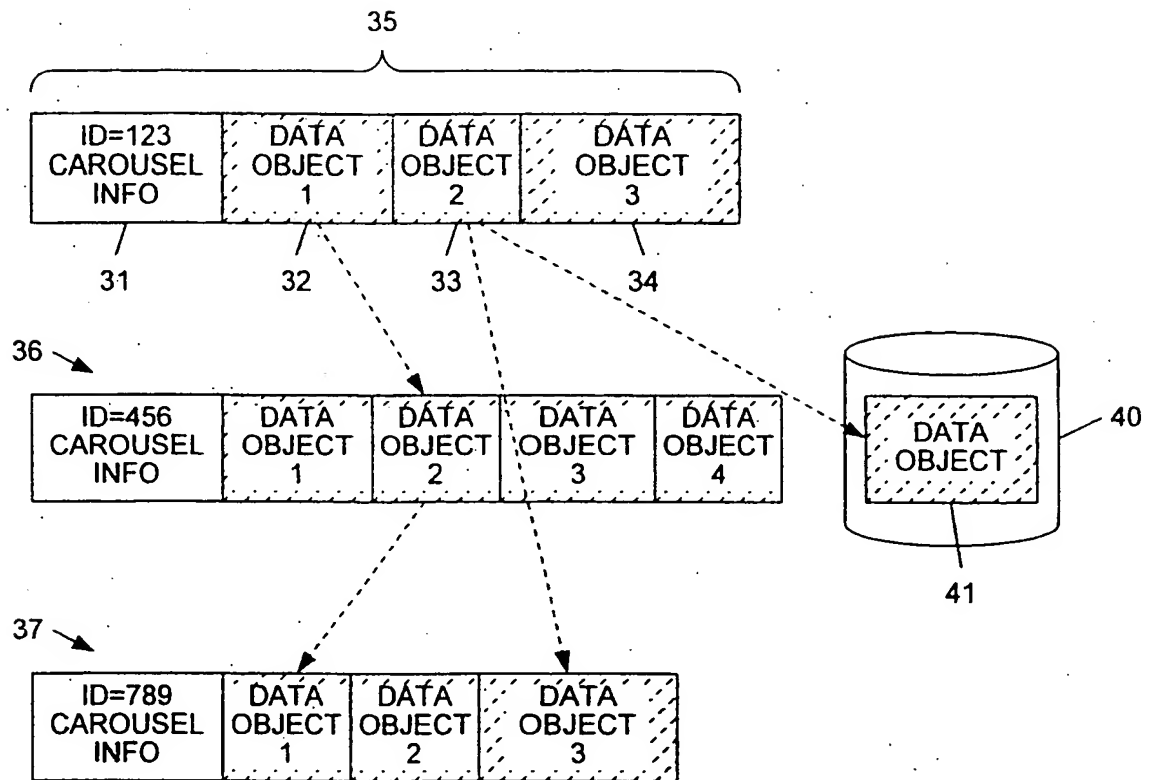 35
ID=123
CAROUSEL
INFO
DATA
OBJECT
1
DATA
OBJECT
2
DATA
OBJECT
3
31
32
33
34
36
ID=456
CAROUSEL
INFO
DATA
OBJECT
1
DATA
OBJECT
2
DATA
OBJECT
3
DATA
OBJECT
4
DATA
OBJECT
40
41
37
ID=789
CAROUSEL
INFO
DATA
OBJECT
1
DATA
OBJECT
2
DATA
OBJECT
3